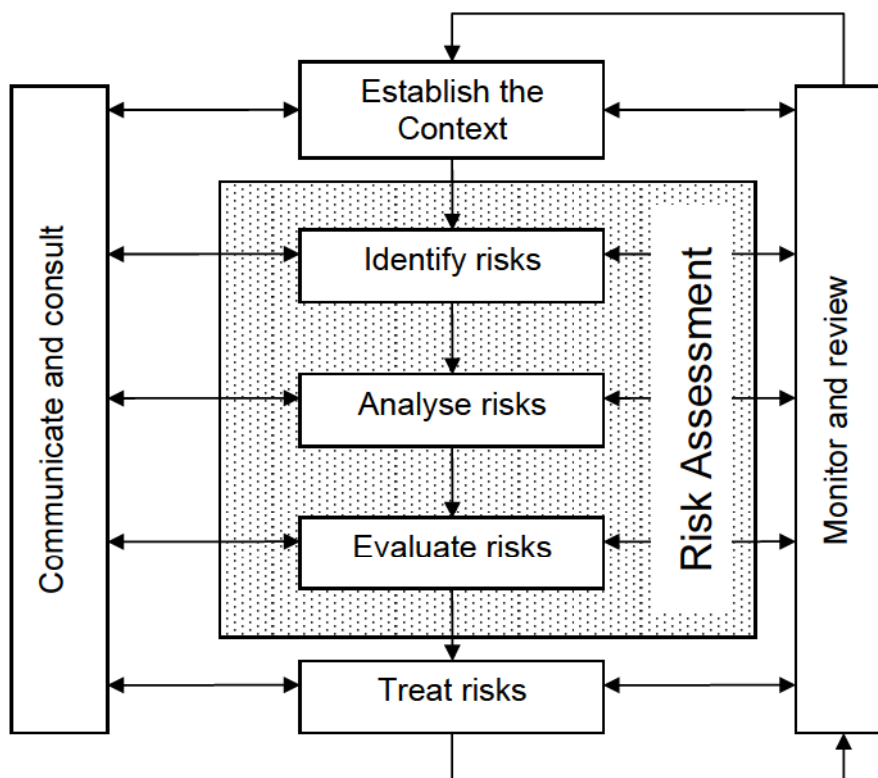 Establish the
Context
Communicate and consult
Identify risks
Analyse risks
Evaluate risks
Risk Assessment
Monitor and review
Treat risks